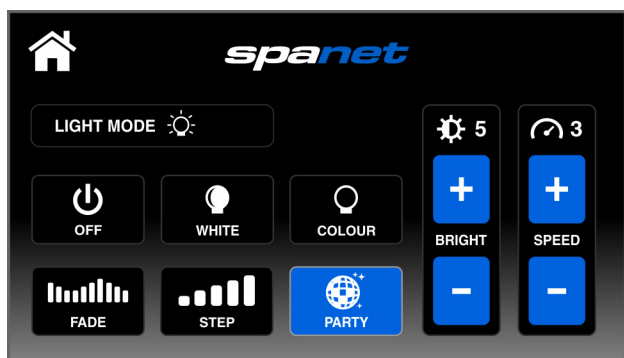 spanet
LIGHT MODE
5
3
OFF
WHITE
COLOUR
+
+
BRIGHT
SPEED
FADE
STEP
PARTY
-
-